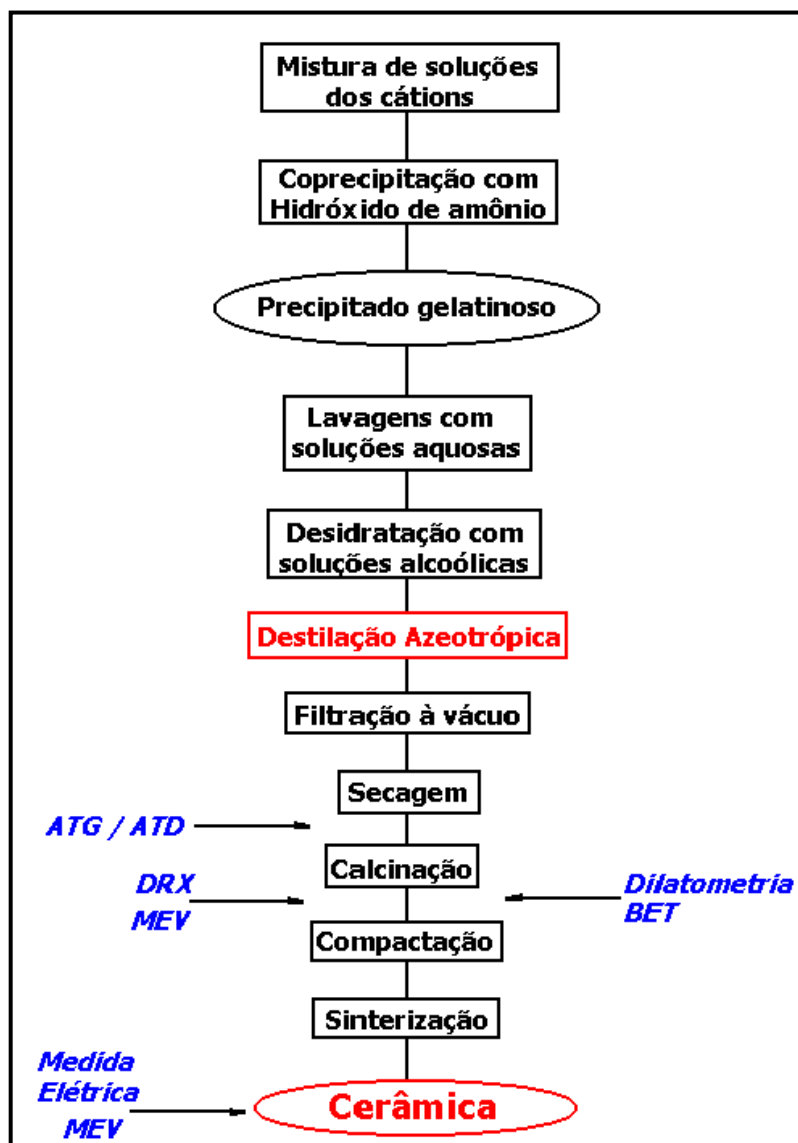 Mistura de soluções
dos cátions
Coprecipitação com
Hidróxido de amônio
Precipitado gelatinoso
Lavagens com
soluções aquosas
Desidratação com
soluções alcoólicas
Destilação Azeotrópica
Filtração à vácuo
Secagem
ATG / ATD
Calcinação
DRX
MEV
Dilatometria
BET
Compactação
Sinterização
Medida
Elétrica
MEV
Cerâmica